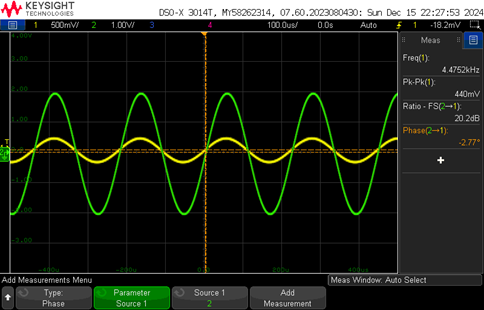 KEYSIGHT
TECHNOLOGIES
DSO-X 3014T, MY58262314, 07.60.2023080430: Sun Dec 15 22:27:53 2024
1 500mV/ 2 1.00V/ 3 4 100.0us/ 0.0s Auto 1 -18.2mV
Meas
Freq(1):
4.4752kHz
Pk-Pk(1):
440mV
Ratio - FS(2→1):
20.2dB
Phase(2→1):
-2.77°
Add Measurements Menu
Meas Window: Auto Select
Type:
Phase
Parameter
Source 1
Source 1
2
Add
Measurement